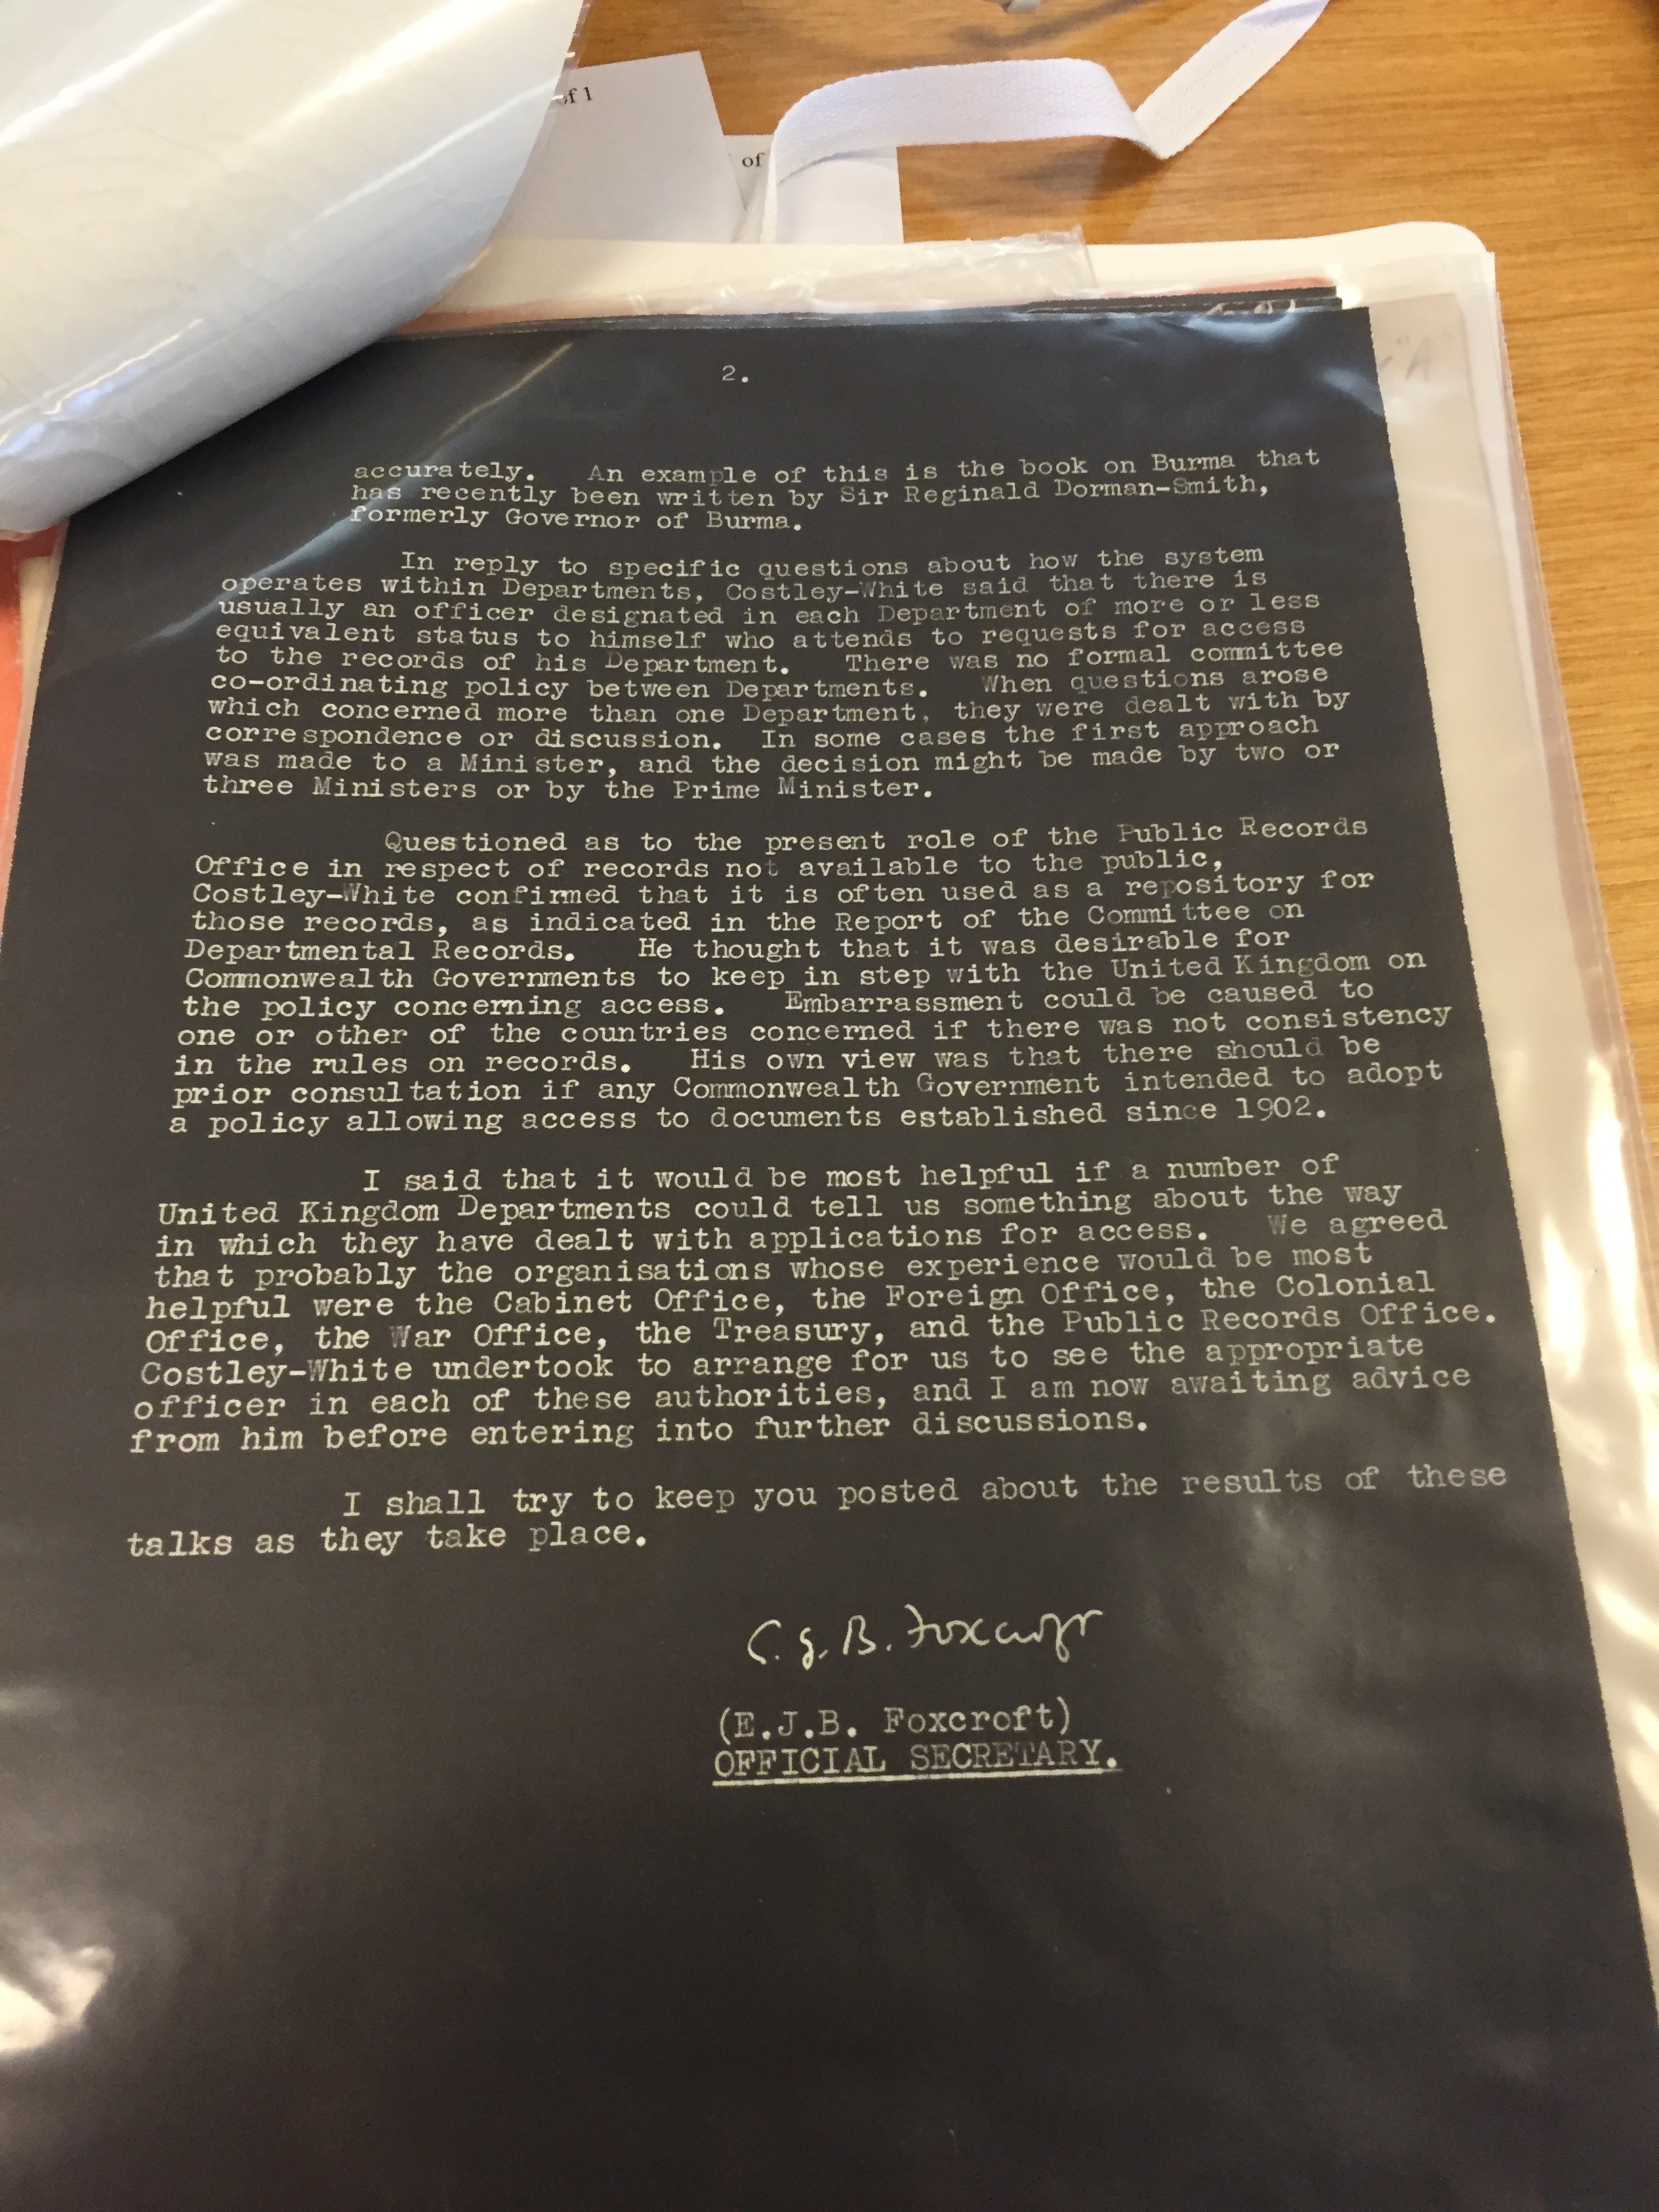 of 1
of
2.
accurately. An example of this is the book on Burma that
has recently been written by Sir Reginald Dorman-Smith,
formerly Governor of Burma.
In reply to specific questions about how the system
operates within Departments, Costley-White said that there is
usually an officer designated in each Department of more or less
equivalent status to himself who attends to requests for access
to the records of his Department. There was no formal committee
co-ordinating policy between Departments. When questions arose
which concerned more than one Department, they were dealt with by
correspondence or discussion. In some cases the first approach
was made to a Minister, and the decision might be made by two or
three Ministers or by the Prime Minister.
Questioned as to the present role of the Public Records
Office in respect of records not available to the public,
Costley-White confirmed that it is often used as a repository for
those records, as indicated in the Report of the Committee on
Departmental Records. He thought that it was desirable for
Commonwealth Governments to keep in step with the United Kingdom on
the policy concerning access. Embarrassment could be caused to
one or other of the countries concerned if there was not consistency
in the rules on records. His own view was that there should be
prior consultation if any Commonwealth Government intended to adopt
a policy allowing access to documents established since 1902.
I said that it would be most helpful if a number of
United Kingdom Departments could tell us something about the way
in which they have dealt with applications for access. We agreed
that probably the organisations whose experience would be most
helpful were the Cabinet Office, the Foreign Office, the Colonial
Office, the War Office, the Treasury, and the Public Records Office.
Costley-White undertook to arrange for us to see the appropriate
officer in each of these authorities, and I am now awaiting advice
from him before entering into further discussions.
I shall try to keep you posted about the results of these
talks as they take place.
E. J. B. Foxcroft
(E.J.B. Foxcroft)
OFFICIAL SECRETARY.